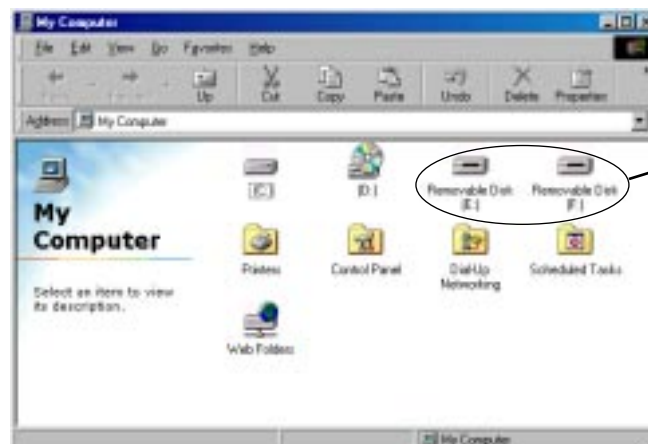 My Computer
File Edit View Go Favorites Help
Up Cut Copy Paste Undo Delete Properties
Address My Computer
My
Computer
Select an item to view
its description.
(C:) (D:) Removable Disk (E:) Removable Disk (F:)
Printers Control Panel Dial-Up Networking Scheduled Tasks
Web Folders
My Computer